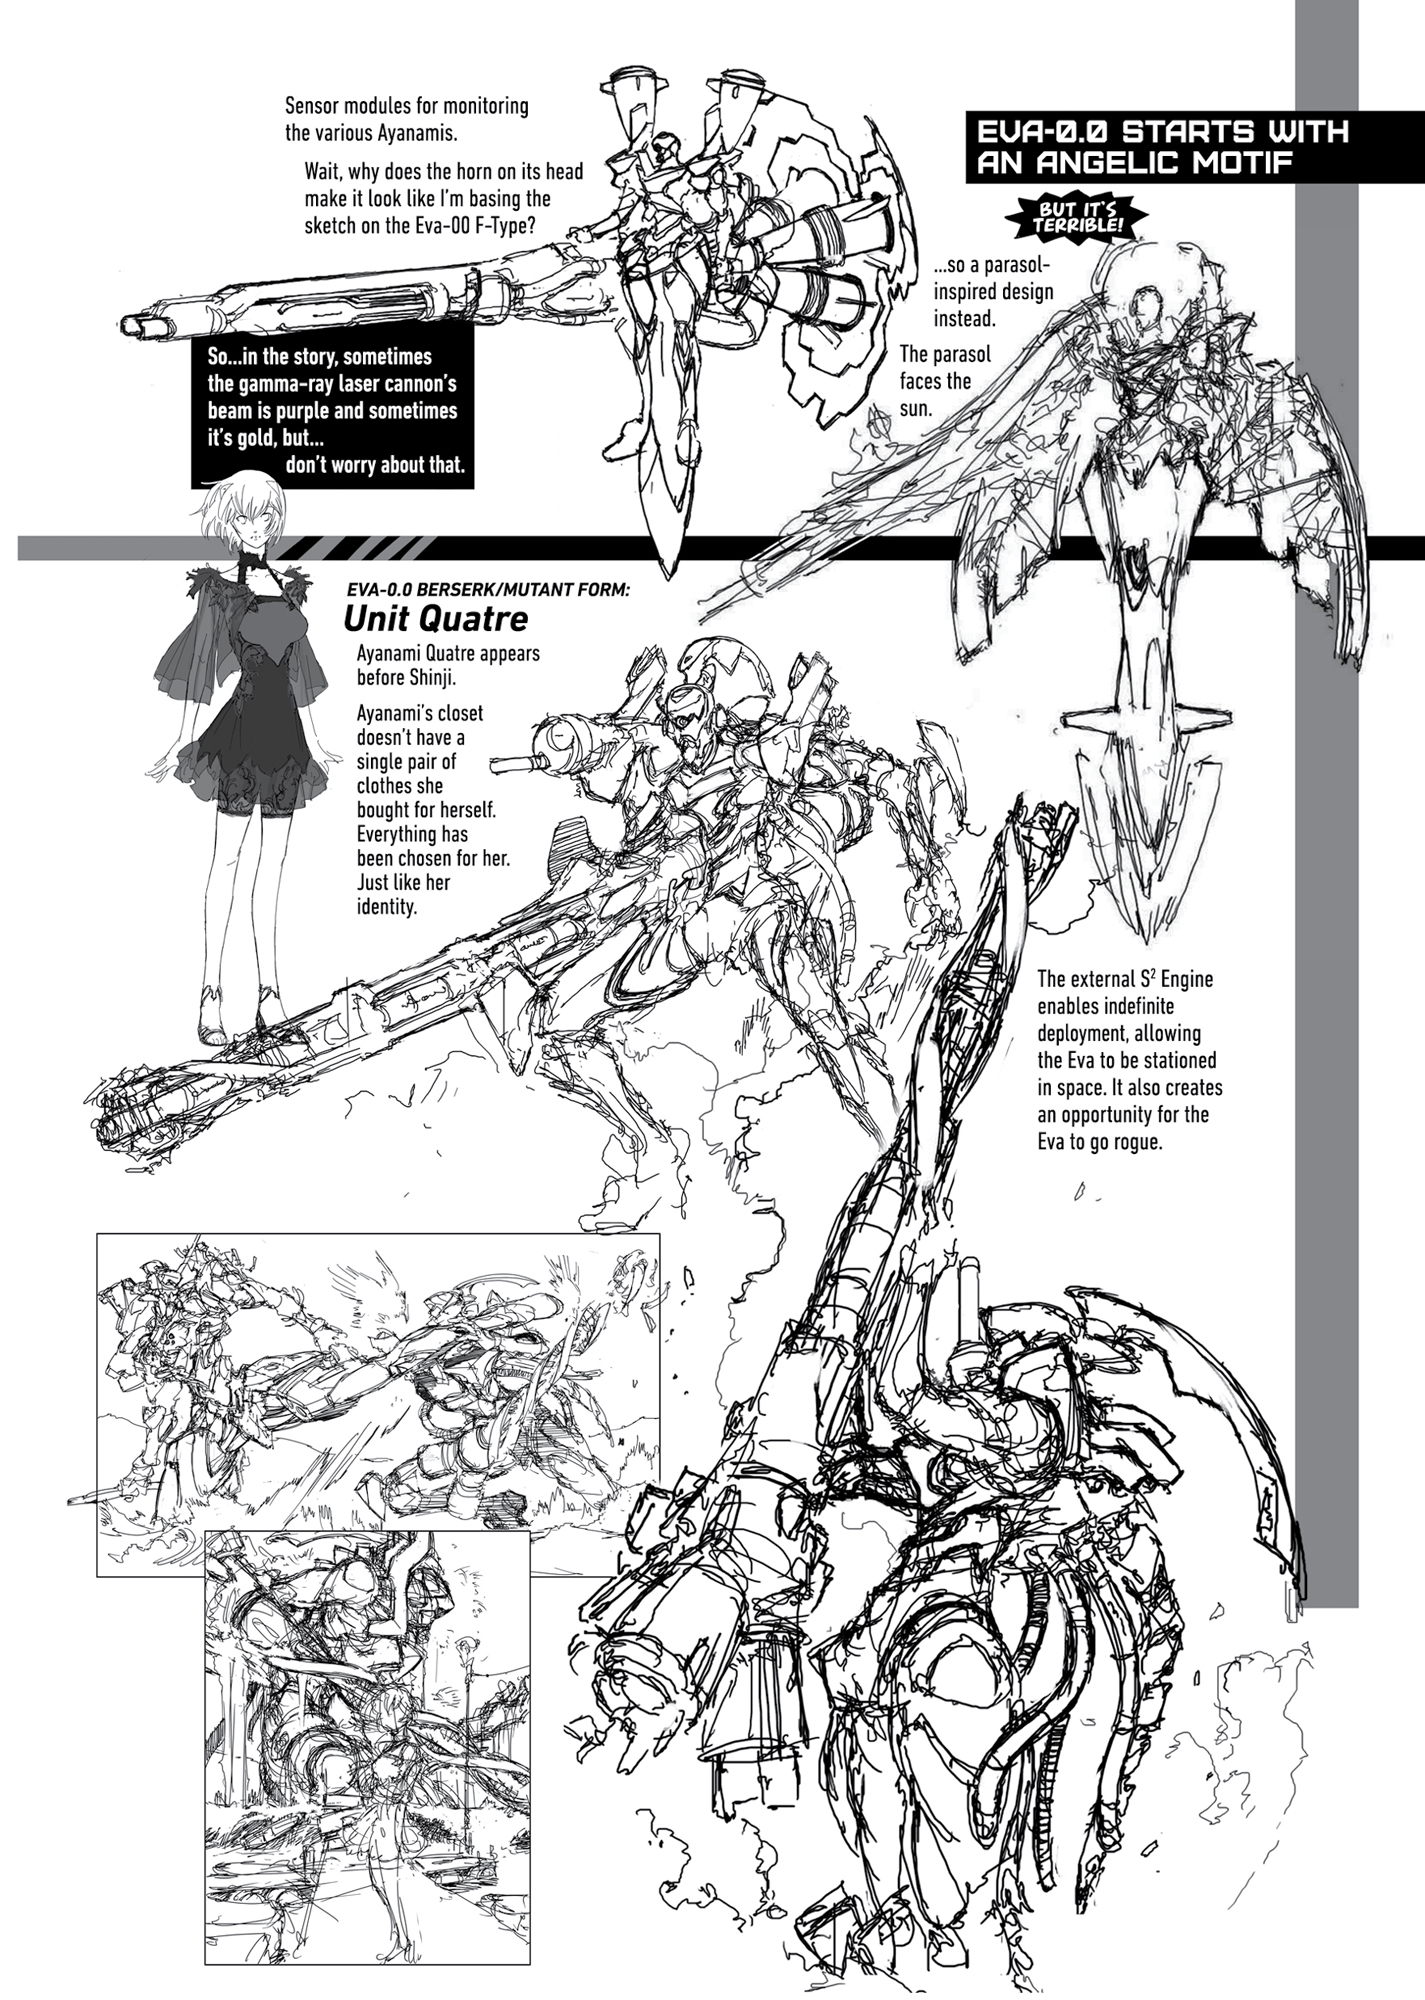 Sensor modules for monitoring
the various Ayanamis.
Wait, why does the horn on its head
make it look like I'm basing the
sketch on the Eva-00 F-Type?
EVA-0.0 STARTS WITH
AN ANGELIC MOTIF
BUT IT'S
TERRIBLE!
...so a parasol-
inspired design
instead.
The parasol
faces the
sun.
So...in the story, sometimes
the gamma-ray laser cannon's
beam is purple and sometimes
it's gold, but...
don't worry about that.
EVA-0.0 BERSERK/MUTANT FORM:
Unit Quatre
Ayanami Quatre appears
before Shinji.
Ayanami's closet
doesn't have a
single pair of
clothes she
bought for herself.
Everything has
been chosen for her.
Just like her
identity.
The external S² Engine
enables indefinite
deployment, allowing
the Eva to be stationed
in space. It also creates
an opportunity for the
Eva to go rogue.